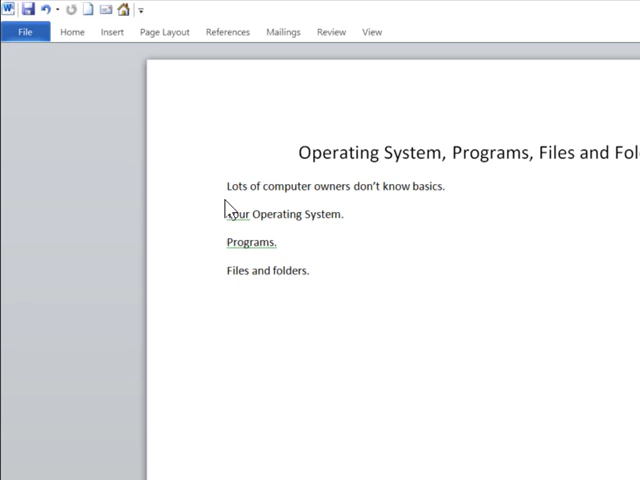 File Home Insert Page Layout References Mailings Review View
Operating System, Programs, Files and Fol
Lots of computer owners don't know basics.
Operating System.
Programs.
Files and folders.